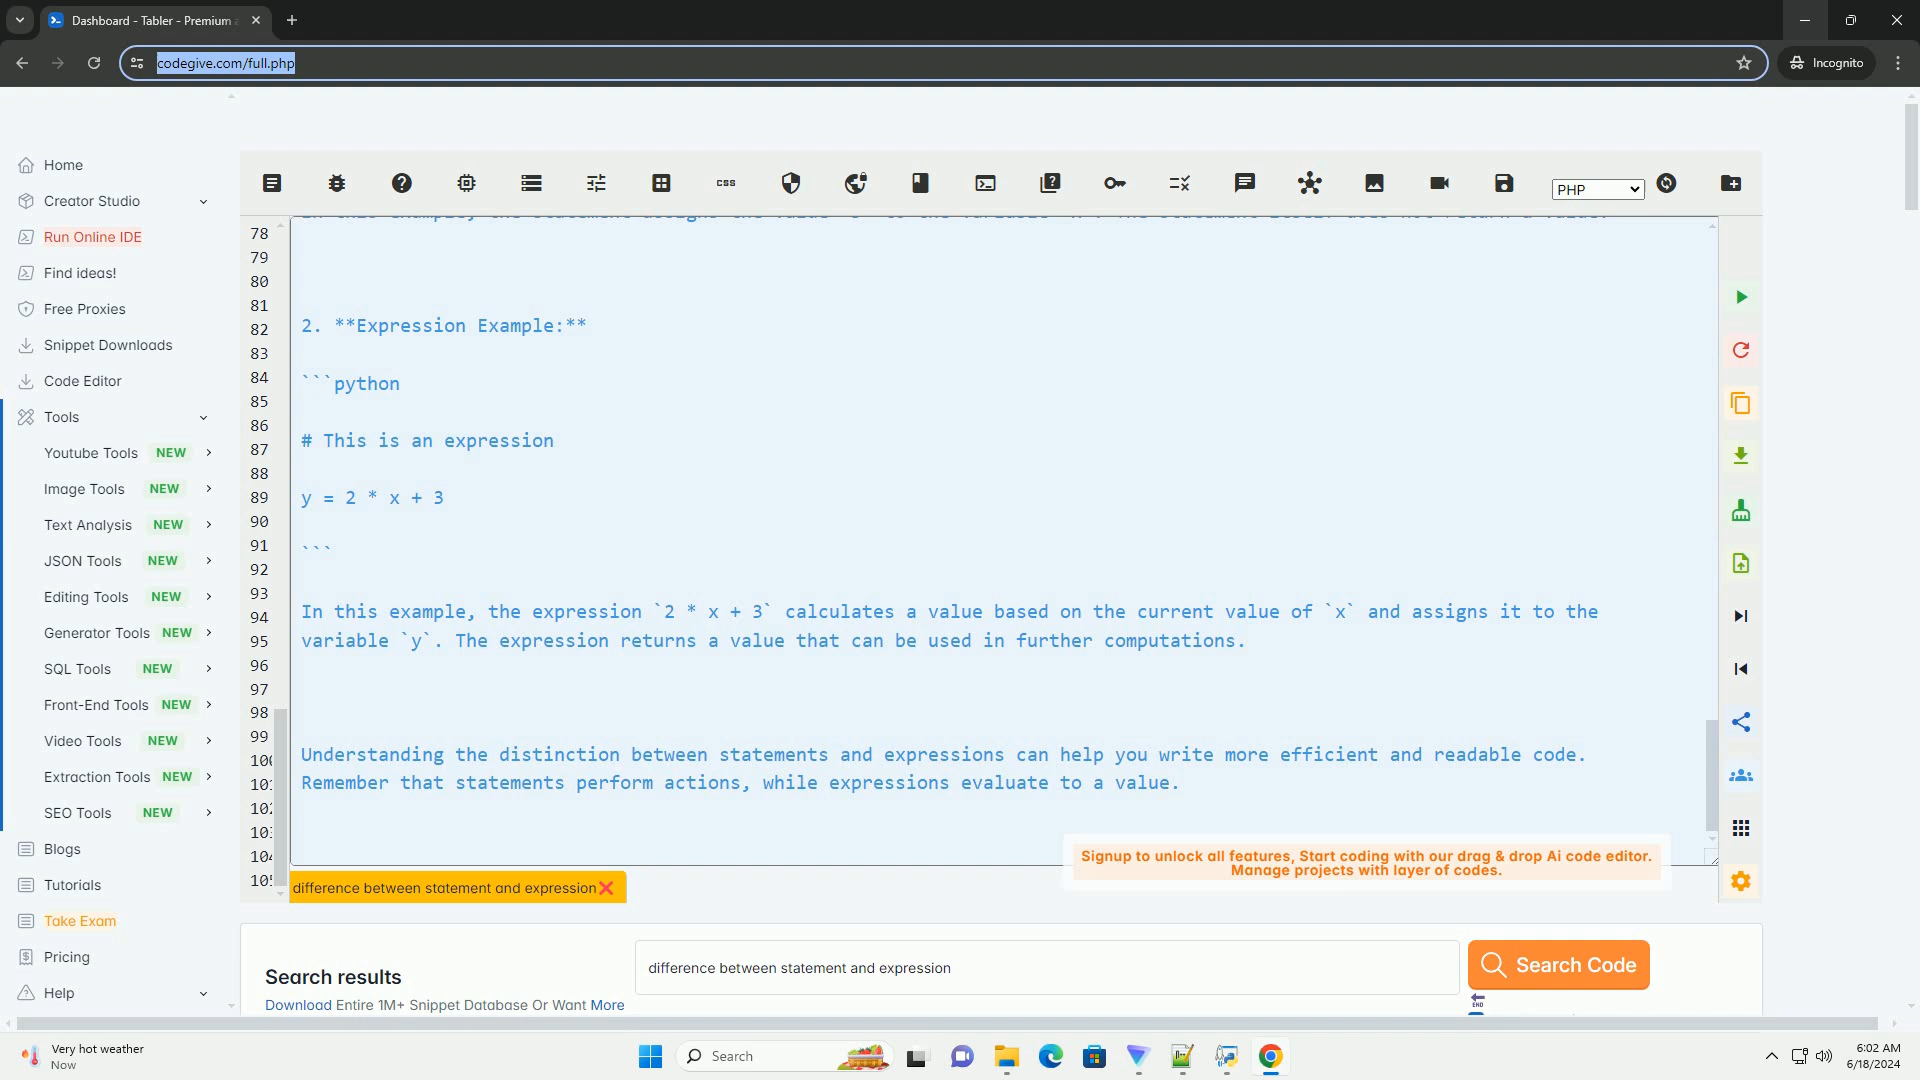 Dashboard - Tabler - Premium
codegive.com/full.php
Incognito
Home
Creator Studio
Run Online IDE
Find ideas!
Free Proxies
Snippet Downloads
Code Editor
Tools
Youtube Tools NEW
Image Tools NEW
Text Analysis NEW
JSON Tools NEW
Editing Tools NEW
Generator Tools NEW
SQL Tools NEW
Front-End Tools NEW
Video Tools NEW
Extraction Tools NEW
SEO Tools NEW
Blogs
Tutorials
Take Exam
Pricing
Help
css
PHP
78
79
80
81
82
83
84
85
86
87
88
89
90
91
92
93
94
95
96
97
98
99
2. **Expression Example:**
```python
# This is an expression
y = 2 * x + 3
```
In this example, the expression `2 * x + 3` calculates a value based on the current value of `x` and assigns it to the
variable `y`. The expression returns a value that can be used in further computations.
Understanding the distinction between statements and expressions can help you write more efficient and readable code.
Remember that statements perform actions, while expressions evaluate to a value.
Signup to unlock all features, Start coding with our drag & drop Ai code editor.
Manage projects with layer of codes.
difference between statement and expression
Search results
Download Entire 1M+ Snippet Database Or Want More
difference between statement and expression
Search Code
END
Very hot weather
Now
Search
6:02 AM
6/18/2024